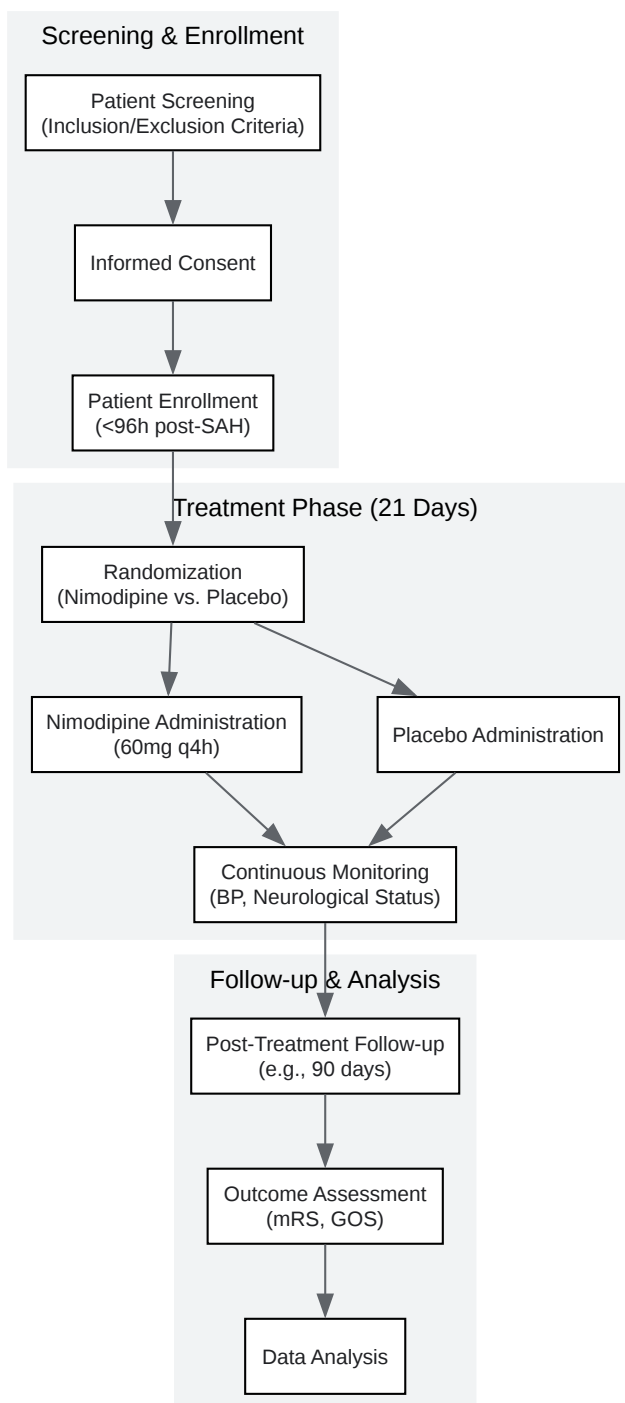 Screening & Enrollment
Patient Screening
(Inclusion/Exclusion Criteria)
Informed Consent
Patient Enrollment
(<96h post-SAH)
Treatment Phase (21 Days)
Randomization
(Nimodipine vs. Placebo)
Nimodipine Administration
(60mg q4h)
Placebo Administration
Continuous Monitoring
(BP, Neurological Status)
Follow-up & Analysis
Post-Treatment Follow-up
(e.g., 90 days)
Outcome Assessment
(mRS, GOS)
Data Analysis